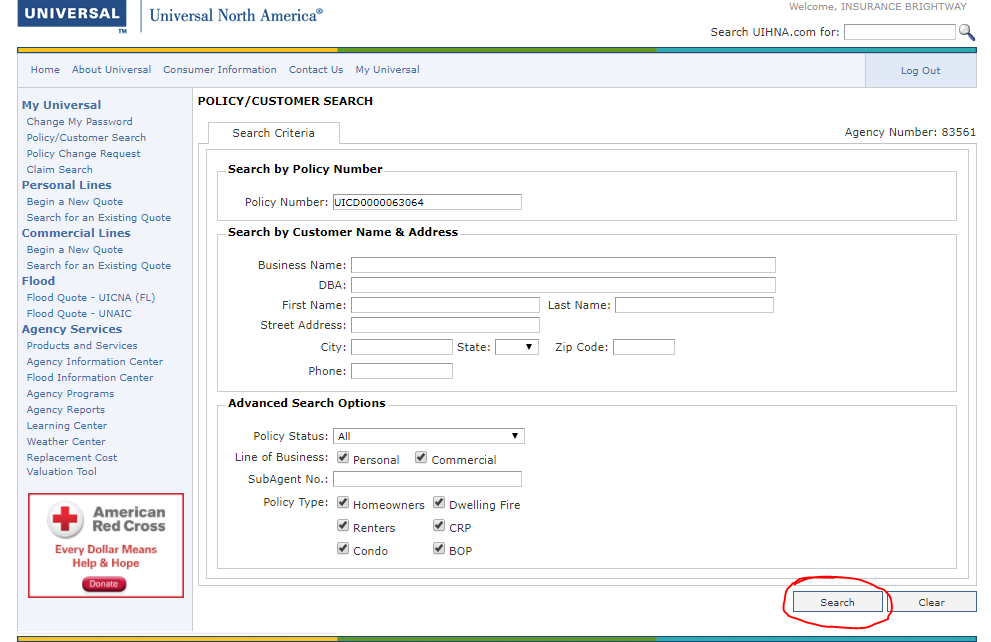 UNIVERSAL
TM
Universal North America®
Welcome, INSURANCE BRIGHTWAY
Search UIHNA.com for:
Home About Universal Consumer Information Contact Us My Universal
Log Out
My Universal
Change My Password
Policy/Customer Search
Policy Change Request
Claim Search
Personal Lines
Begin a New Quote
Search for an Existing Quote
Commercial Lines
Begin a New Quote
Search for an Existing Quote
Flood
Flood Quote - UICNA (FL)
Flood Quote - UNAIC
Agency Services
Products and Services
Agency Information Center
Flood Information Center
Agency Programs
Agency Reports
Learning Center
Weather Center
Replacement Cost
Valuation Tool
American
Red Cross
Every Dollar Means
Help & Hope
Donate
POLICY/CUSTOMER SEARCH
Search Criteria
Agency Number: 83561
Search by Policy Number
Policy Number: UICD0000063064
Search by Customer Name & Address
Business Name:
DBA:
First Name: Last Name:
Street Address:
City: State: Zip Code:
Phone:
Advanced Search Options
Policy Status: All
Line of Business: Personal Commercial
SubAgent No.:
Policy Type: Homeowners Dwelling Fire
Renters CRP
Condo BOP
Search Clear